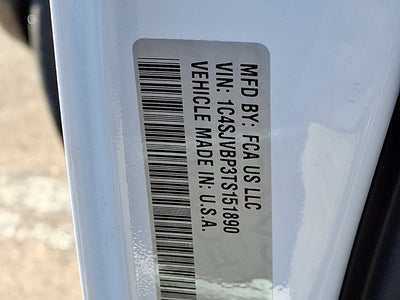 MFD BY: FCA US LLC
VIN: 1C4SJVBP3TS151890
VEHICLE MADE IN: U.S.A.